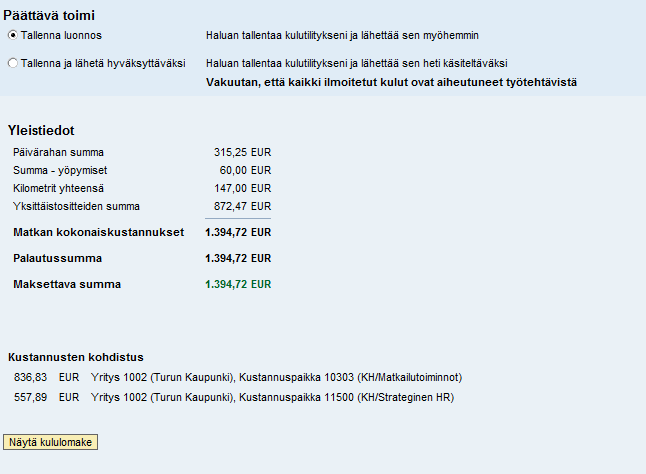 Päättävä toimi
Tallenna luonnos Haluan tallentaa kulutilitykseni ja lähettää sen myöhemmin
Tallenna ja lähetä hyväksyttäväksi Haluan tallentaa kulutilitykseni ja lähettää sen heti käsiteltäväksi
Vakuutan, että kaikki ilmoitetut kulut ovat aiheutuneet työtehtävistä
Yleistiedot
Päivärahan summa 315,25 EUR
Summa - yöpymiset 60,00 EUR
Kilometrit yhteensä 147,00 EUR
Yksittäistositteiden summa 872,47 EUR
Matkan kokonaiskustannukset 1.394,72 EUR
Palautussumma 1.394,72 EUR
Maksettava summa 1.394,72 EUR
Kustannusten kohdistus
836,83 EUR Yritys 1002 (Turun Kaupunki), Kustannuspaikka 10303 (KH/Matkailutoiminnot)
557,89 EUR Yritys 1002 (Turun Kaupunki), Kustannuspaikka 11500 (KH/Strateginen HR)
Näytä kululomake